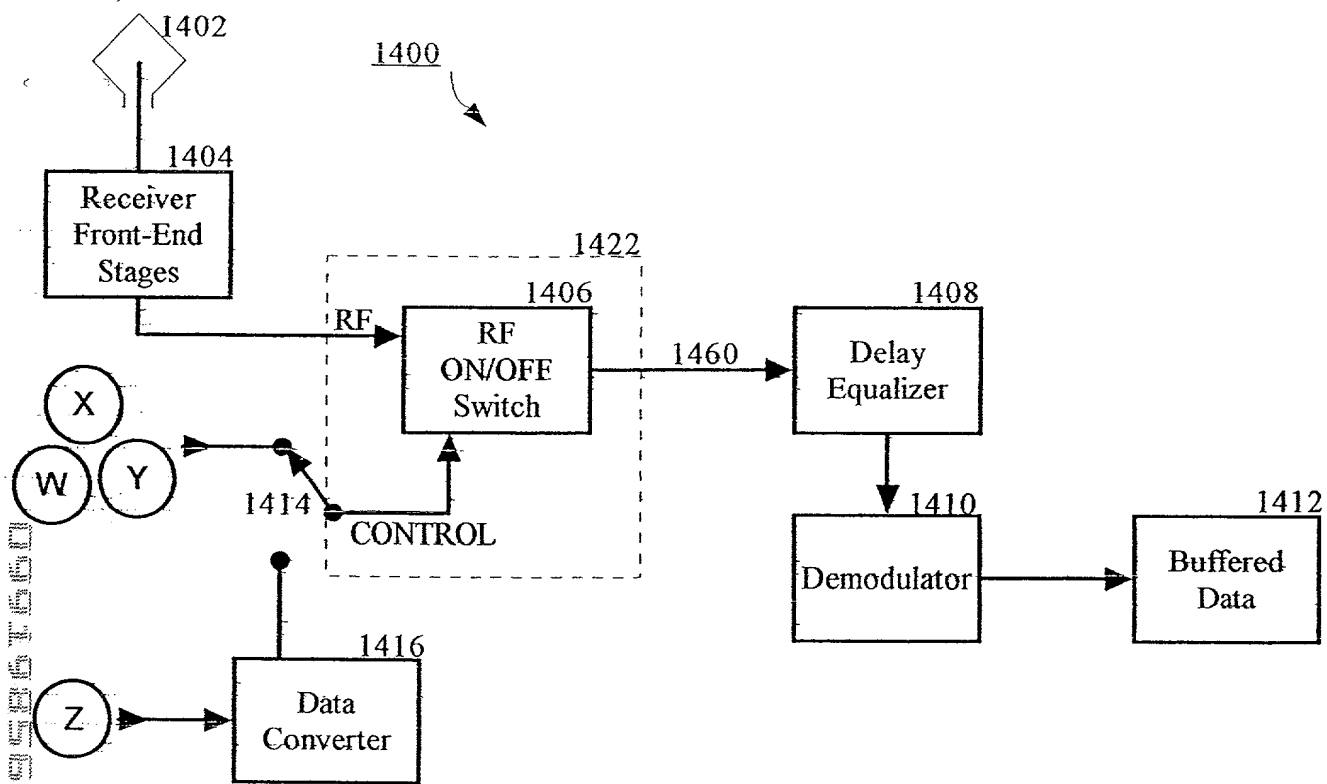 1402
1400
1404
Receiver
Front-End
Stages
1422
RF
1406
RF
ON/OFF
Switch
1460
1408
Delay
Equalizer
X
W
Y
1414
CONTROL
1410
Demodulator
1412
Buffered
Data
1416
Data
Converter
Z